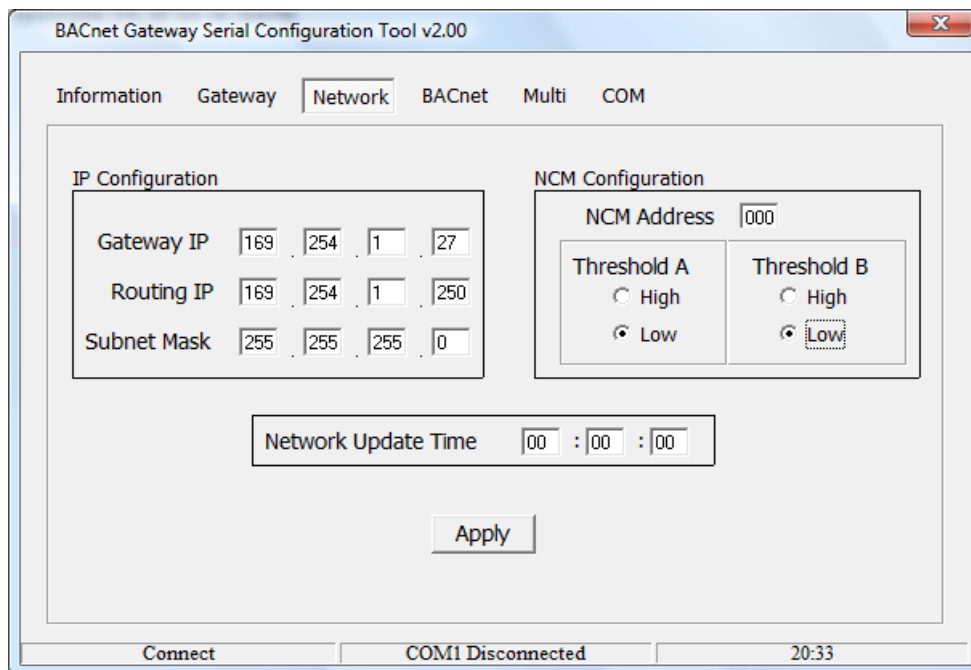 BACnet Gateway Serial Configuration Tool v2.00
Information Gateway Network BACnet Multi COM
IP Configuration
Gateway IP 169 . 254 . 1 . 27
Routing IP 169 . 254 . 1 . 250
Subnet Mask 255 . 255 . 255 . 0
NCM Configuration
NCM Address 000
Threshold A
High
Low
Threshold B
High
Low
Network Update Time 00 : 00 : 00
Apply
Connect COM1 Disconnected 20:33